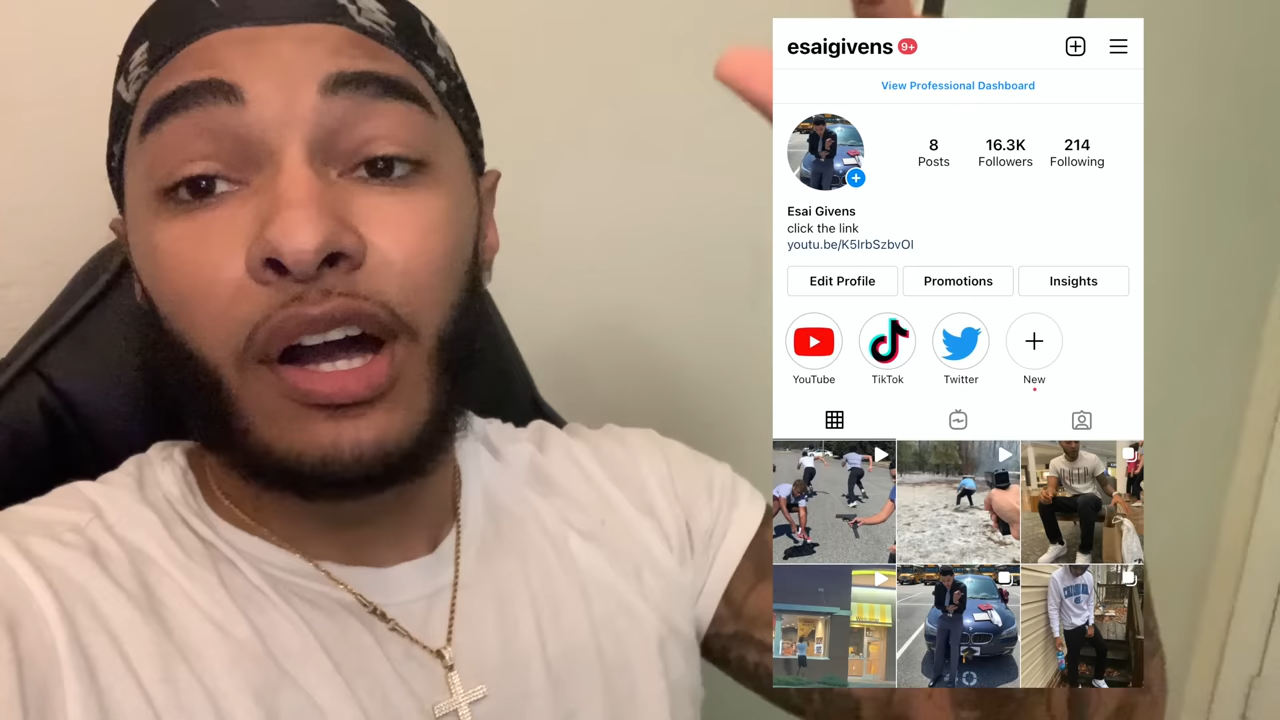 esaigivens 9+
View Professional Dashboard
8 16.3K 214
Posts Followers Following
Esai Givens
click the link
youtu.be/K5IrbSzbvOI
Edit Profile Promotions Insights
YouTube TikTok Twitter New